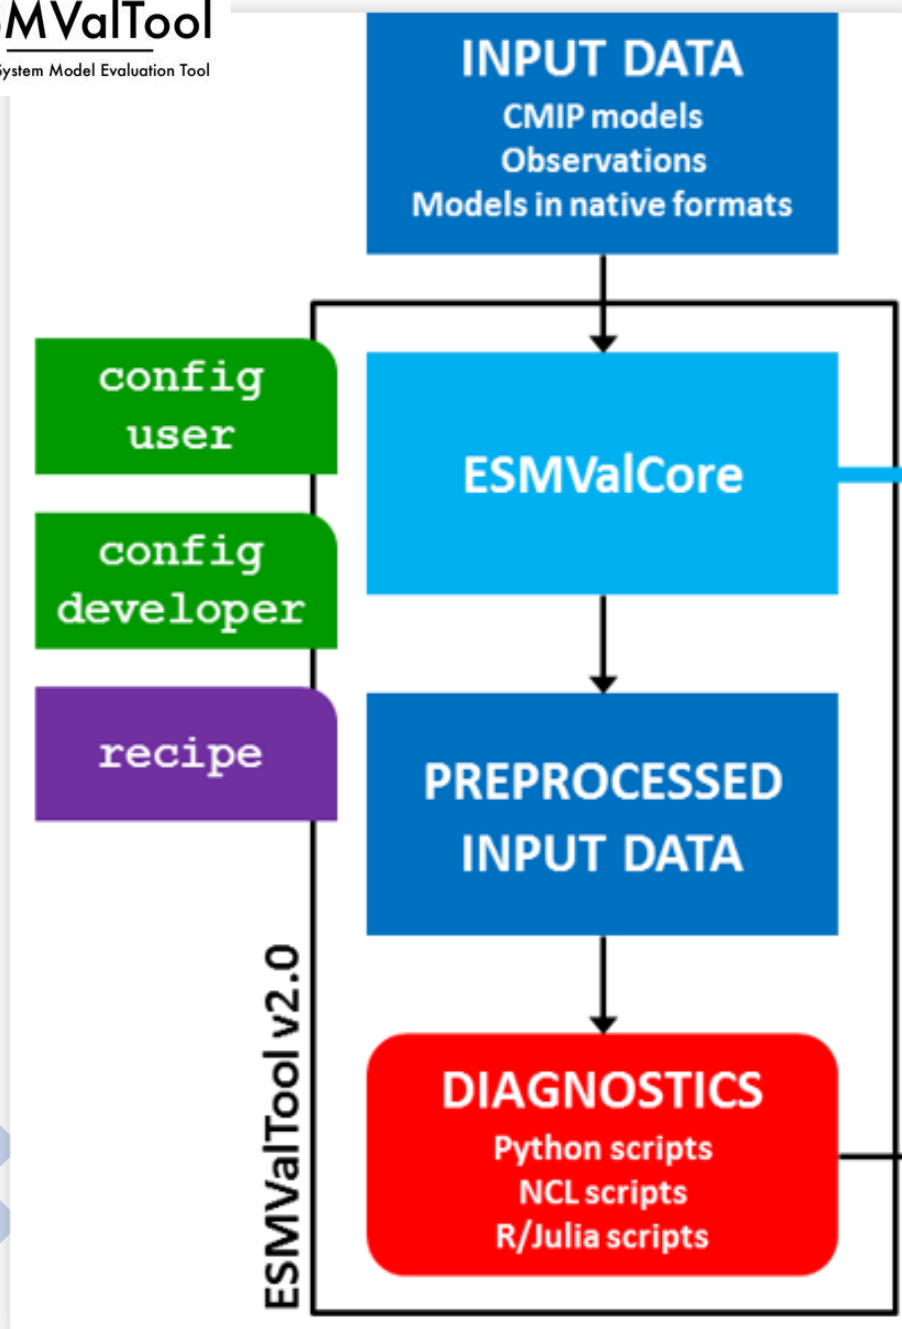 MValTool
System Model Evaluation Tool
INPUT DATA
CMIP models
Observations
Models in native formats
config
user
ESMValCore
config
developer
recipe
PREPROCESSED
INPUT DATA
ESMValTool v2.0
DIAGNOSTICS
Python scripts
NCL scripts
R/Julia scripts